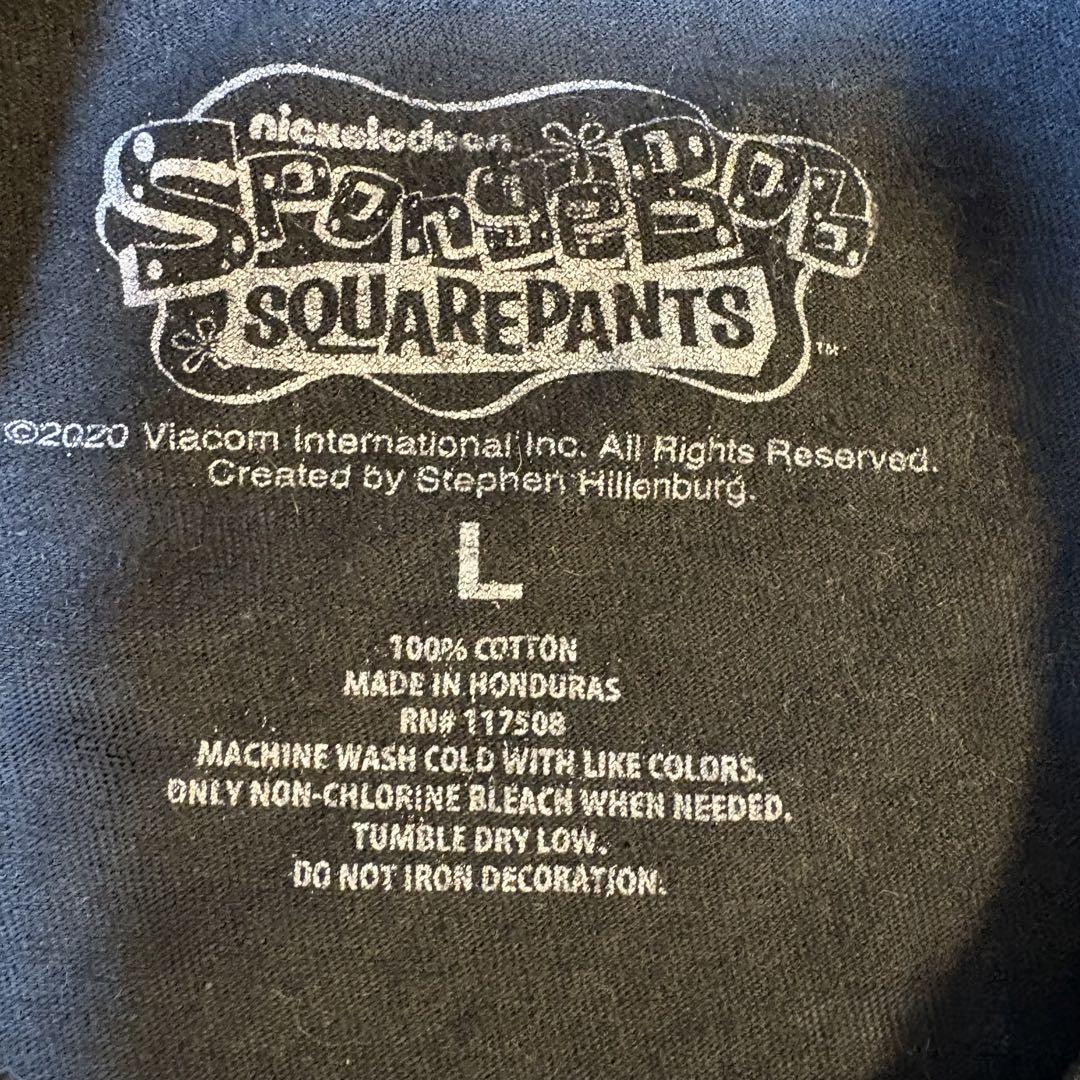 nickelodeon
SpongeBob
SQUAREPANTS
TM
©2020 Viacom International Inc. All Rights Reserved.
Created by Stephen Hillenburg.
L
100% COTTON
MADE IN HONDURAS
RN# 117508
MACHINE WASH COLD WITH LIKE COLORS.
ONLY NON-CHLORINE BLEACH WHEN NEEDED.
TUMBLE DRY LOW.
DO NOT IRON DECORATION.